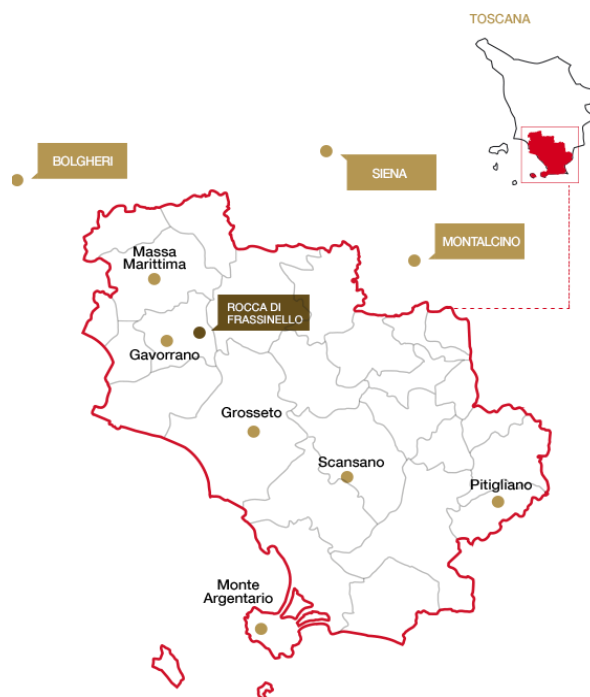 TOSCANA
BOLGHERI
SIENA
MONTALCINO
Massa
Marittima
ROCCA DI
FRASSINELLO
Gavorrano
Grosseto
Scansano
Pitigliano
Monte
Argentario